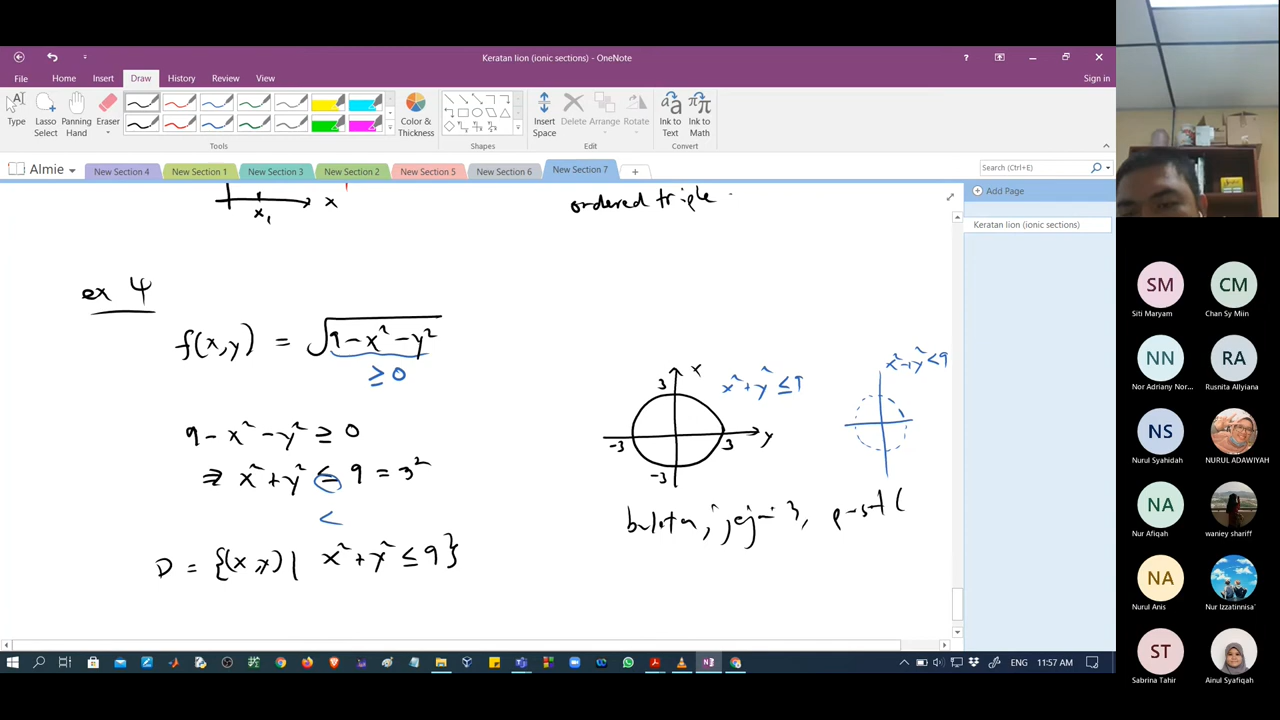 Keratan lion (ionic sections) - OneNote
File Home Insert Draw History Review View
Sign in
Type Lasso Select Panning Hand Eraser
Color & Thickness
Insert Space Delete Arrange Rotate
Ink to Text Ink to Math
Tools Shapes Edit Convert
Almie New Section 4 New Section 1 New Section 3 New Section 2 New Section 5 New Section 6 New Section 7
Search (Ctrl+E)
Add Page
Keratan lion (ionic sections)
x₁ x
ordered triple
ex 4
f(x,y) = √9-x²-y²
≥ 0
9-x²-y² ≥ 0
⇒ x²+y² ≤ 9 = 3²
<
D = {(x,y) | x²+y² ≤ 9}
x
3
x²+y² ≤ 9
-3 3 y
-3
x²+y² < 9
bulatan, jejari 3, pusat (
SM
Siti Maryam
CM
Chan Sy Miin
NN
Nor Adriany Nor...
RA
Rusnita Allyiana
NS
Nurul Syahidah
NURUL ADAWIYAH
NA
Nur Afiqah
waniey shariff
NA
Nurul Anis
Nur Izzatinnisa'
ST
Sabrina Tahir
Ainul Syafiqah
ENG 11:57 AM